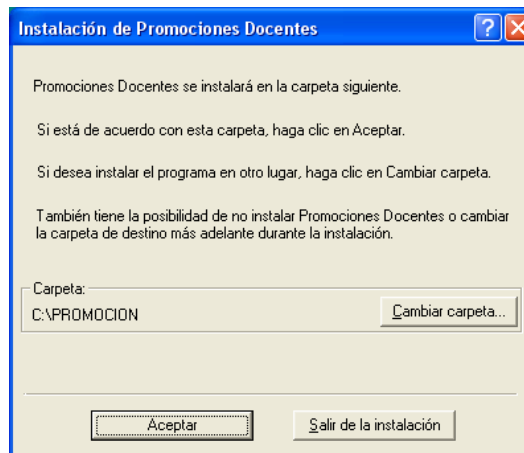 Instalación de Promociones Docentes
Promociones Docentes se instalará en la carpeta siguiente.
Si está de acuerdo con esta carpeta, haga clic en Aceptar.
Si desea instalar el programa en otro lugar, haga clic en Cambiar carpeta.
También tiene la posibilidad de no instalar Promociones Docentes o cambiar
la carpeta de destino más adelante durante la instalación.
Carpeta:
C:\PROMOCION
Cambiar carpeta...
Aceptar
Salir de la instalación